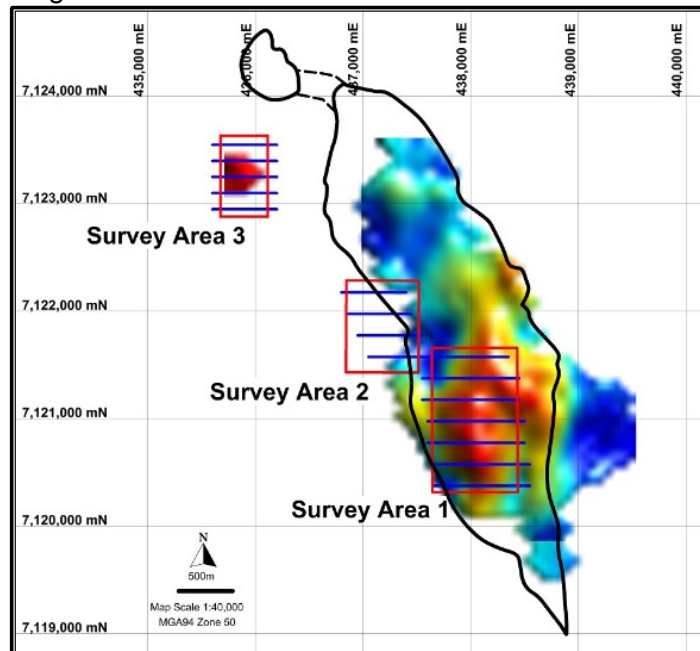 435,000 mE
436,000 mE
437,000 mE
438,000 mE
439,000 mE
440,000 mE
7,124,000 mN
7,123,000 mN
Survey Area 3
7,122,000 mN
Survey Area 2
7,121,000 mN
Survey Area 1
7,120,000 mN
N
500m
Map Scale 1:40,000
MGA94 Zone 50
7,119,000 mN